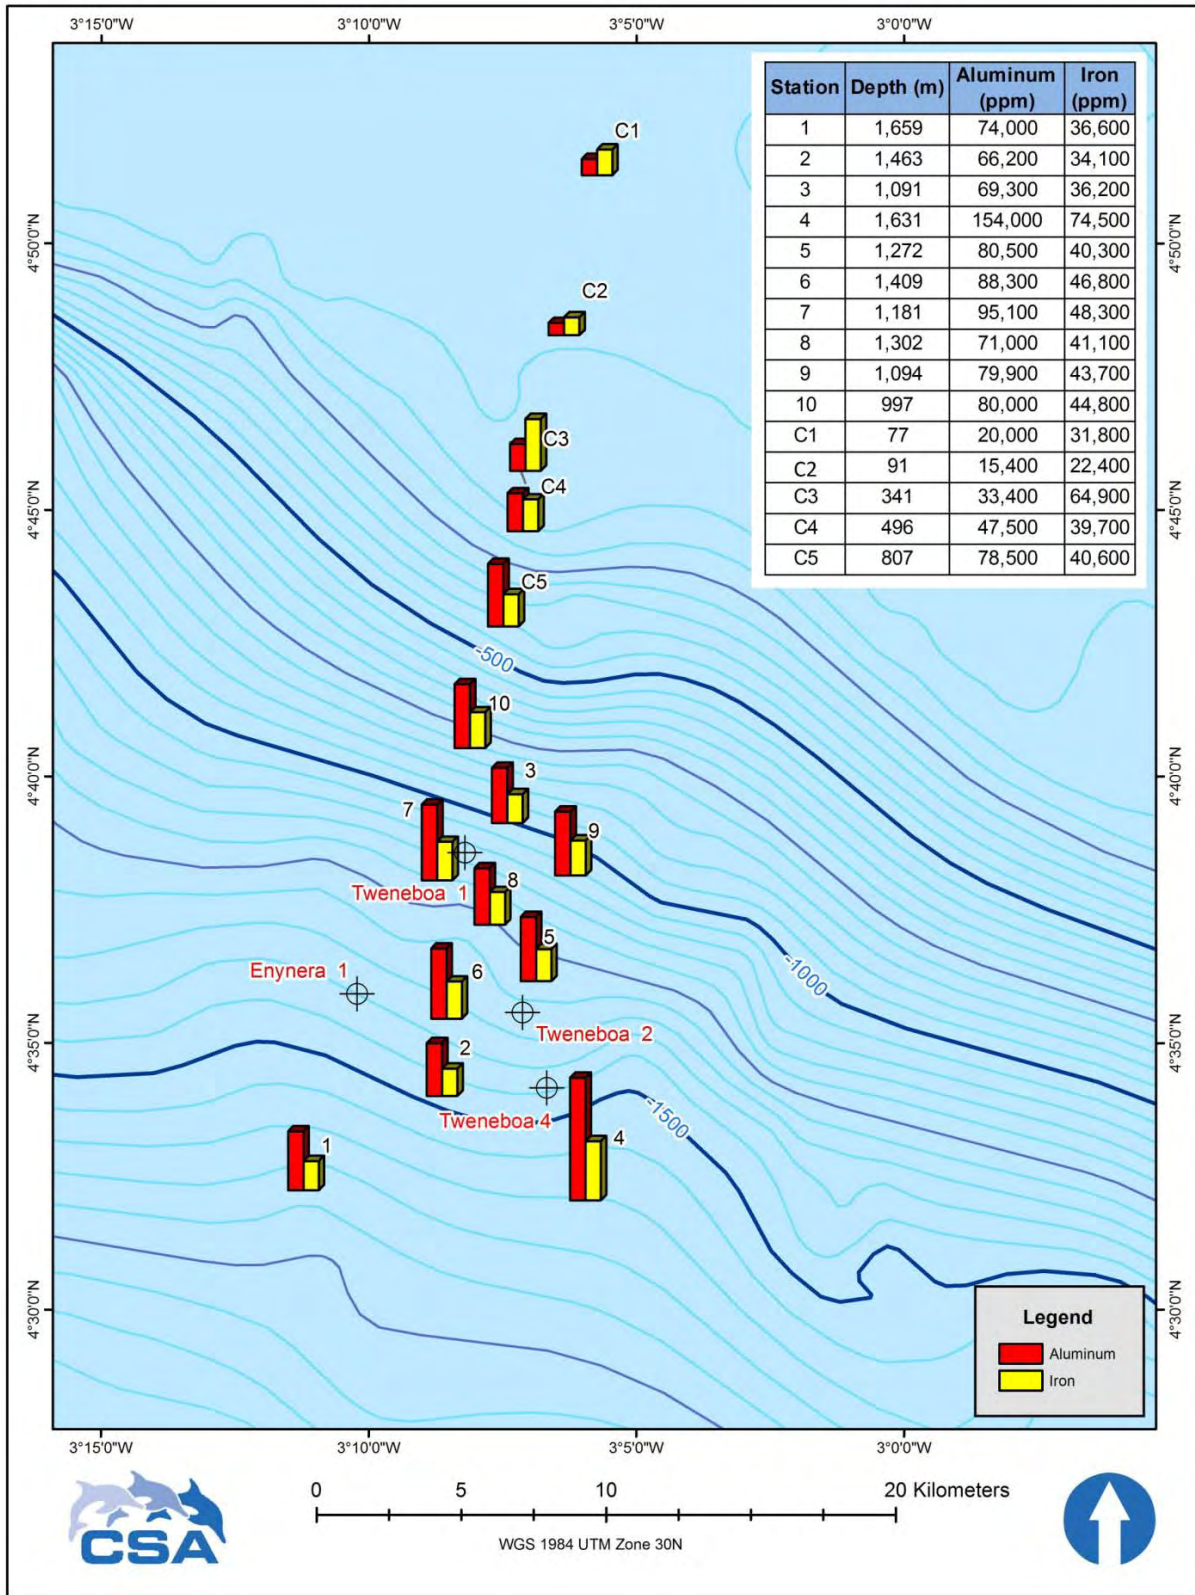 3°15'0"W 3°10'0"W 3°5'0"W 3°0'0"W
Station Depth (m) Aluminum (ppm) Iron (ppm)
1 1,659 74,000 36,600
2 1,463 66,200 34,100
3 1,091 69,300 36,200
4 1,631 154,000 74,500
5 1,272 80,500 40,300
6 1,409 88,300 46,800
7 1,181 95,100 48,300
8 1,302 71,000 41,100
9 1,094 79,900 43,700
10 997 80,000 44,800
C1 77 20,000 31,800
C2 91 15,400 22,400
C3 341 33,400 64,900
C4 496 47,500 39,700
C5 807 78,500 40,600
C1
4°50'0"N 4°50'0"N
C2
C3
C4
4°45'0"N 4°45'0"N
C5
-500
10
3
4°40'0"N 4°40'0"N
7
9
Tweneboa 1
8
5
Enynera 1
6
-1000
Tweneboa 2
4°35'0"N 4°35'0"N
2
Tweneboa 4
-1500
1
4
4°30'0"N 4°30'0"N
Legend
Aluminum
Iron
3°15'0"W 3°10'0"W 3°5'0"W 3°0'0"W
0 5 10 20 Kilometers
WGS 1984 UTM Zone 30N
CSA